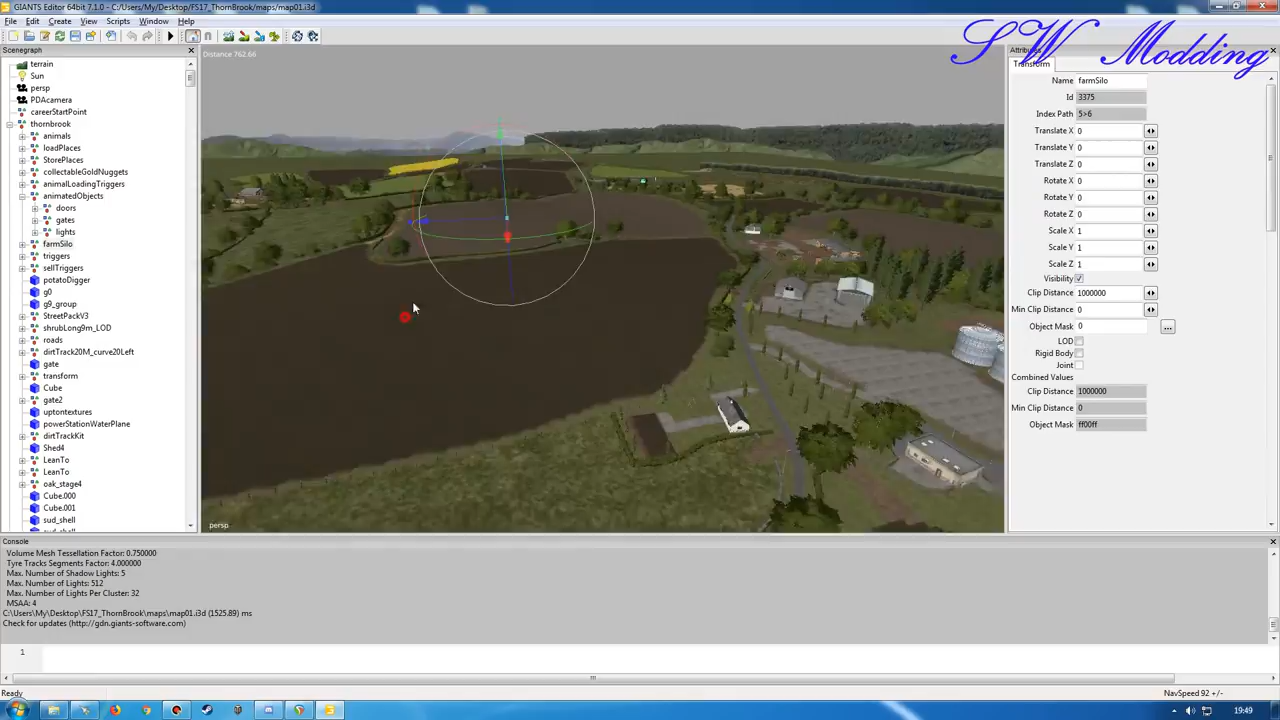 GIANTS Editor 64bit 7.1.0 - C:/Users/My/Desktop/FS17_ThornBrook/maps/map01.i3d
File Edit Create View Scripts Window Help
SW Modding
Scenegraph
terrain
Sun
persp
PDAcamera
careerStartPoint
thornbrook
animals
loadPlaces
StorePlaces
collectableGoldNuggets
animalLoadingTriggers
animatedObjects
doors
gates
lights
farmSilo
triggers
sellTriggers
potatoDigger
g0
g9_group
StreetPackV3
shrubLong9m_LOD
roads
dirtTrack20M_curve20Left
gate
transform
Cube
gate2
uptontextures
powerStationWaterPlane
dirtTrackKit
Shed4
LeanTo
LeanTo
oak_stage4
Cube.000
Cube.001
sud_shell
sud_shell
Distance 762.66
persp
Attributes
Transform
Name farmSilo
Id 3375
Index Path 5>6
Translate X 0
Translate Y 0
Translate Z 0
Rotate X 0
Rotate Y 0
Rotate Z 0
Scale X 1
Scale Y 1
Scale Z 1
Visibility
Clip Distance 1000000
Min Clip Distance 0
Object Mask 0 ...
LOD
Rigid Body
Joint
Combined Values
Clip Distance 1000000
Min Clip Distance 0
Object Mask ff00ff
Console
Volume Mesh Tessellation Factor: 0.750000
Tyre Tracks Segments Factor: 4.000000
Max. Number of Shadow Lights: 5
Max. Number of Lights: 512
Max. Number of Lights Per Cluster: 32
MSAA: 4
C:\Users\My\Desktop\FS17_ThornBrook\maps\map01.i3d (1525.89) ms
Check for updates (http://gdn.giants-software.com)
1
Ready
NavSpeed 92 +/-
19:49